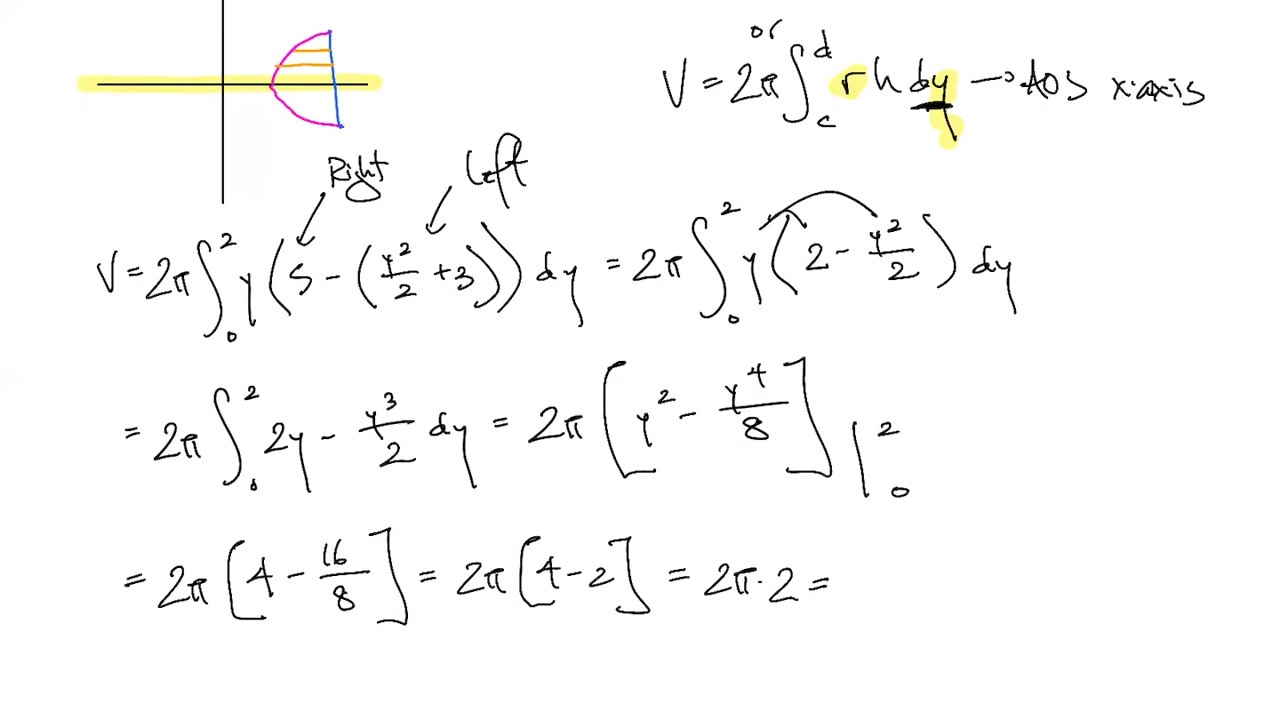 or
V = 2π ∫_c^d r h dy → AOS x-axis
Right Left
V = 2π ∫_0^2 y (5 - (y²/2 + 3)) dy = 2π ∫_0^2 y (2 - y²/2) dy
= 2π ∫_0^2 2y - y³/2 dy = 2π [y² - y⁴/8] |_0^2
= 2π [4 - 16/8] = 2π [4 - 2] = 2π · 2 =